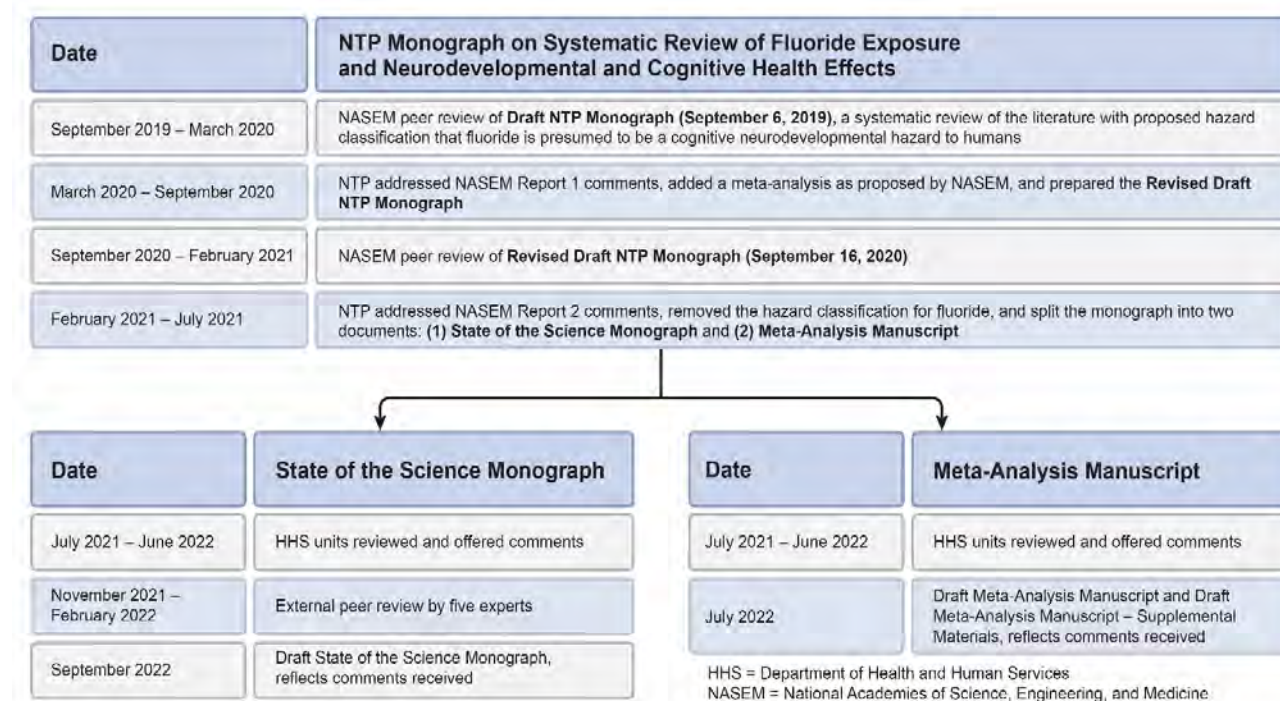 Date
NTP Monograph on Systematic Review of Fluoride Exposure
and Neurodevelopmental and Cognitive Health Effects
September 2019 – March 2020
NASEM peer review of Draft NTP Monograph (September 6, 2019), a systematic review of the literature with proposed hazard
classification that fluoride is presumed to be a cognitive neurodevelopmental hazard to humans
March 2020 – September 2020
NTP addressed NASEM Report 1 comments, added a meta-analysis as proposed by NASEM, and prepared the Revised Draft
NTP Monograph
September 2020 – February 2021
NASEM peer review of Revised Draft NTP Monograph (September 16, 2020)
February 2021 – July 2021
NTP addressed NASEM Report 2 comments, removed the hazard classification for fluoride, and split the monograph into two
documents: (1) State of the Science Monograph and (2) Meta-Analysis Manuscript
Date
State of the Science Monograph
July 2021 – June 2022
HHS units reviewed and offered comments
November 2021 –
February 2022
External peer review by five experts
September 2022
Draft State of the Science Monograph,
reflects comments received
Date
Meta-Analysis Manuscript
July 2021 – June 2022
HHS units reviewed and offered comments
July 2022
Draft Meta-Analysis Manuscript and Draft
Meta-Analysis Manuscript – Supplemental
Materials, reflects comments received
HHS = Department of Health and Human Services
NASEM = National Academies of Science, Engineering, and Medicine